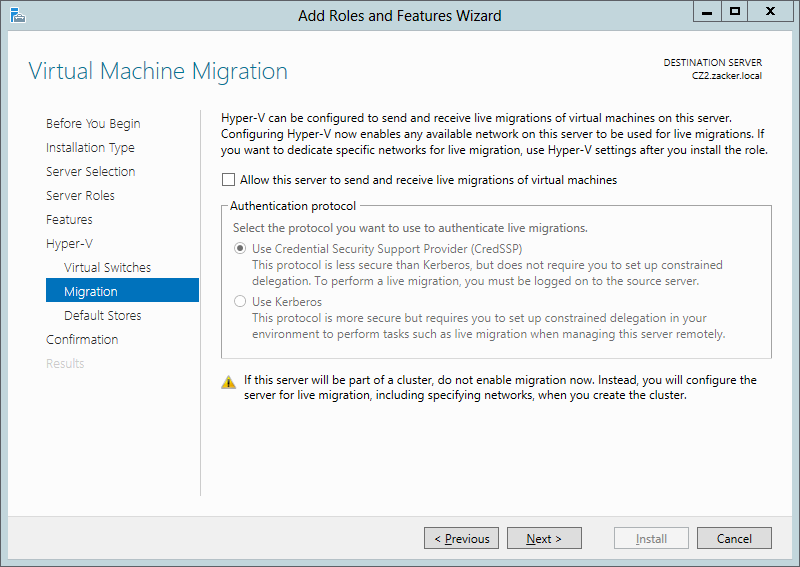 Add Roles and Features Wizard
Virtual Machine Migration
DESTINATION SERVER
CZ2.zacker.local
Before You Begin
Installation Type
Server Selection
Server Roles
Features
Hyper-V
Virtual Switches
Migration
Default Stores
Confirmation
Results
Hyper-V can be configured to send and receive live migrations of virtual machines on this server.
Configuring Hyper-V now enables any available network on this server to be used for live migrations. If
you want to dedicate specific networks for live migration, use Hyper-V settings after you install the role.
Allow this server to send and receive live migrations of virtual machines
Authentication protocol
Select the protocol you want to use to authenticate live migrations.
Use Credential Security Support Provider (CredSSP)
This protocol is less secure than Kerberos, but does not require you to set up constrained
delegation. To perform a live migration, you must be logged on to the source server.
Use Kerberos
This protocol is more secure but requires you to set up constrained delegation in your
environment to perform tasks such as live migration when managing this server remotely.
If this server will be part of a cluster, do not enable migration now. Instead, you will configure the
server for live migration, including specifying networks, when you create the cluster.
< Previous
Next >
Install
Cancel